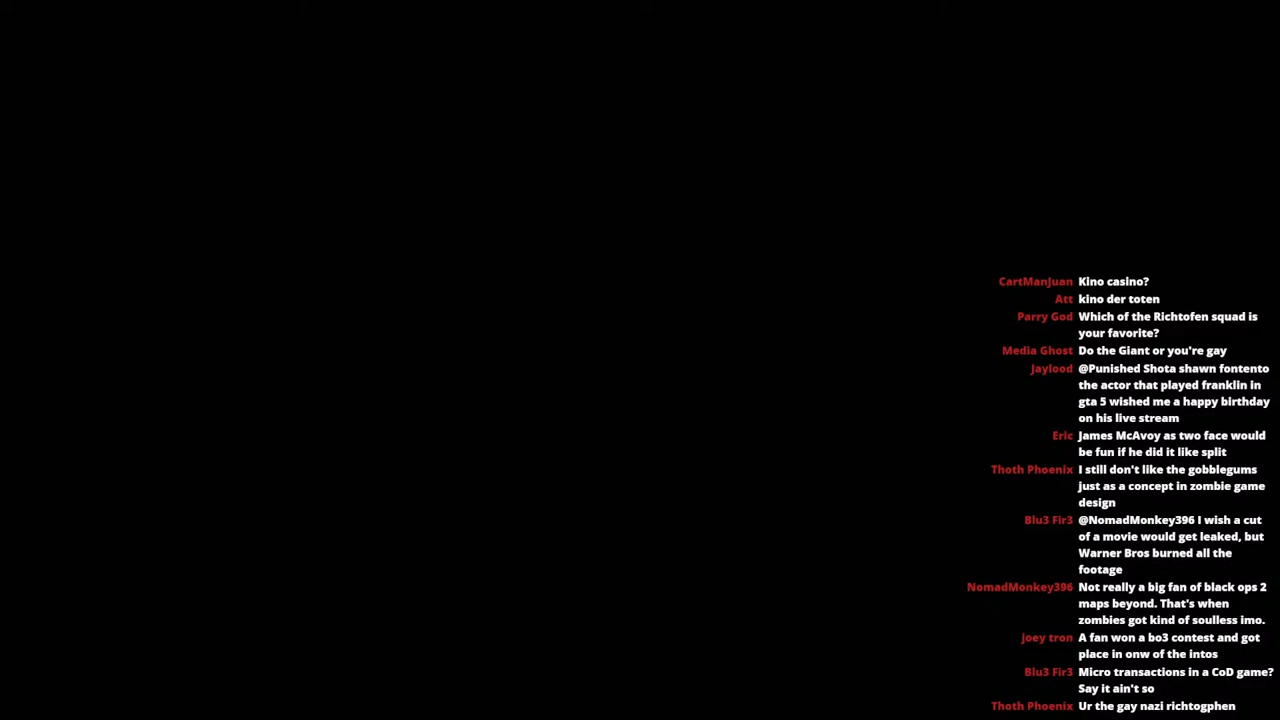 CartManJuan Kino casino?
Att kino der toten
Parry God Which of the Richtofen squad is
your favorite?
Media Ghost Do the Giant or you're gay
Jaylood @Punished Shota shawn fontento
the actor that played franklin in
gta 5 wished me a happy birthday
on his live stream
Eric James McAvoy as two face would
be fun if he did it like split
Thoth Phoenix I still don't like the gobblegums
just as a concept in zombie game
design
Blu3 Fir3 @NomadMonkey396 I wish a cut
of a movie would get leaked, but
Warner Bros burned all the
footage
NomadMonkey396 Not really a big fan of black ops 2
maps beyond. That's when
zombies got kind of soulless imo.
joey tron A fan won a bo3 contest and got
place in onw of the intos
Blu3 Fir3 Micro transactions in a CoD game?
Say it ain't so
Thoth Phoenix Ur the gay nazi richtogphen